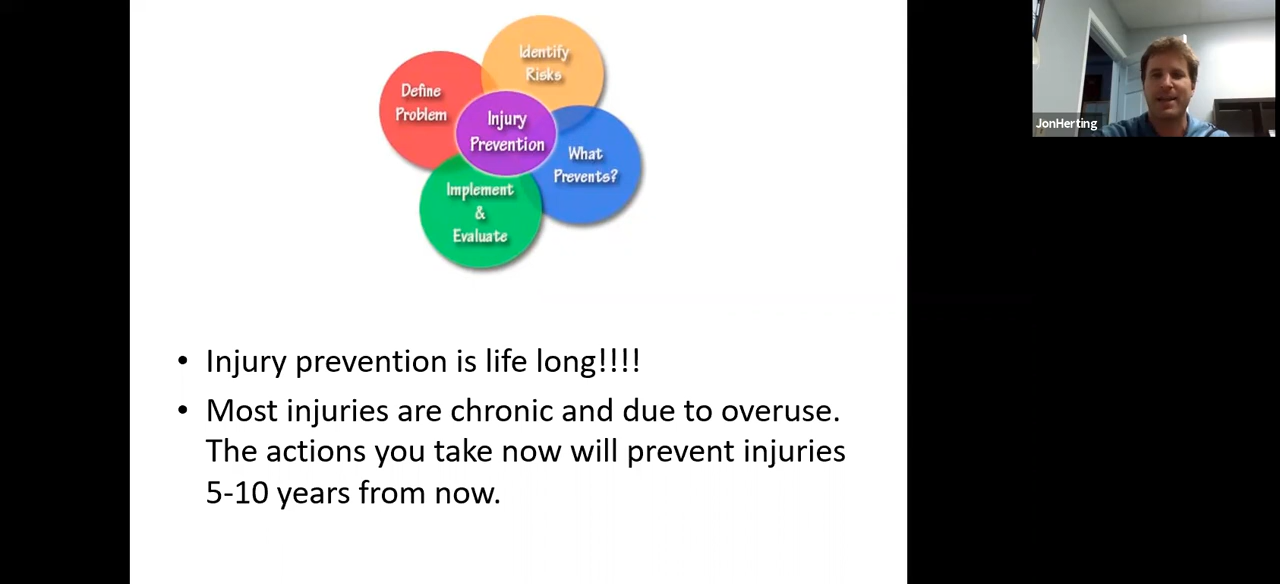 Identify
Risks
Define
Problem
Injury
Prevention
What
Prevents?
Implement
&
Evaluate
JonHerting
• Injury prevention is life long!!!!
• Most injuries are chronic and due to overuse.
The actions you take now will prevent injuries
5-10 years from now.